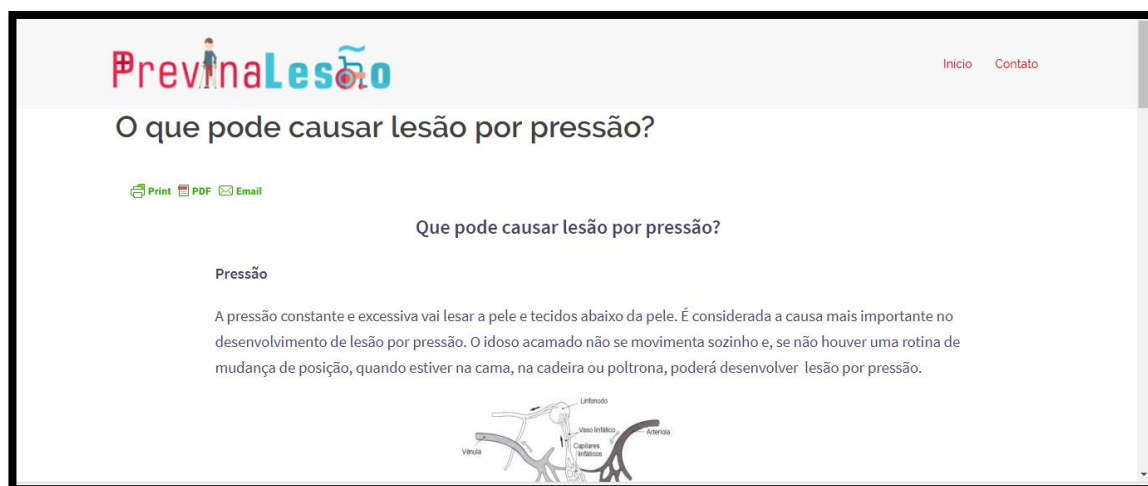 PrevinaLesão
Início Contato
O que pode causar lesão por pressão?
Print PDF Email
Que pode causar lesão por pressão?
Pressão
A pressão constante e excessiva vai lesar a pele e tecidos abaixo da pele. É considerada a causa mais importante no
desenvolvimento de lesão por pressão. O idoso acamado não se movimenta sozinho e, se não houver uma rotina de
mudança de posição, quando estiver na cama, na cadeira ou poltrona, poderá desenvolver lesão por pressão.
Linfonodo
Vaso linfático Arteríola
Vênula Capilares
linfáticos